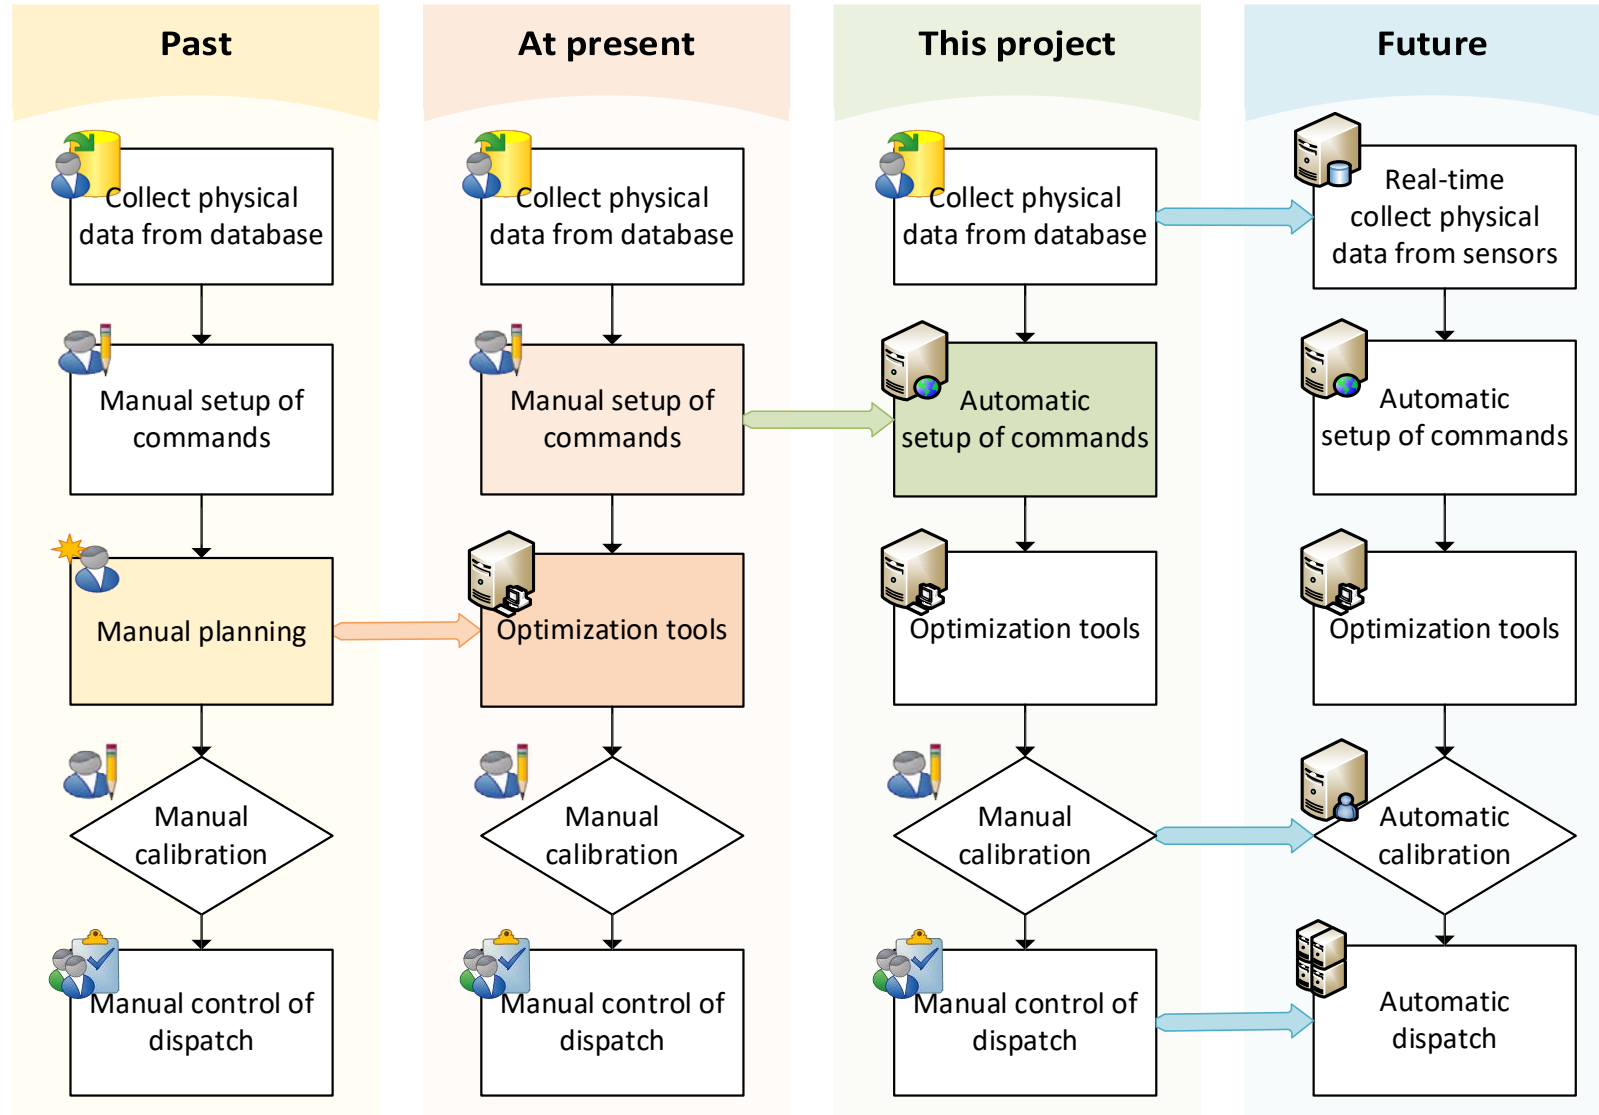 Past
Collect physical
data from database
Manual setup of
commands
Manual planning
Manual
calibration
Manual control of
dispatch
At present
Collect physical
data from database
Manual setup of
commands
Optimization tools
Manual
calibration
Manual control of
dispatch
This project
Collect physical
data from database
Automatic
setup of commands
Optimization tools
Manual
calibration
Manual control of
dispatch
Future
Real-time
collect physical
data from sensors
Automatic
setup of commands
Optimization tools
Automatic
calibration
Automatic
dispatch